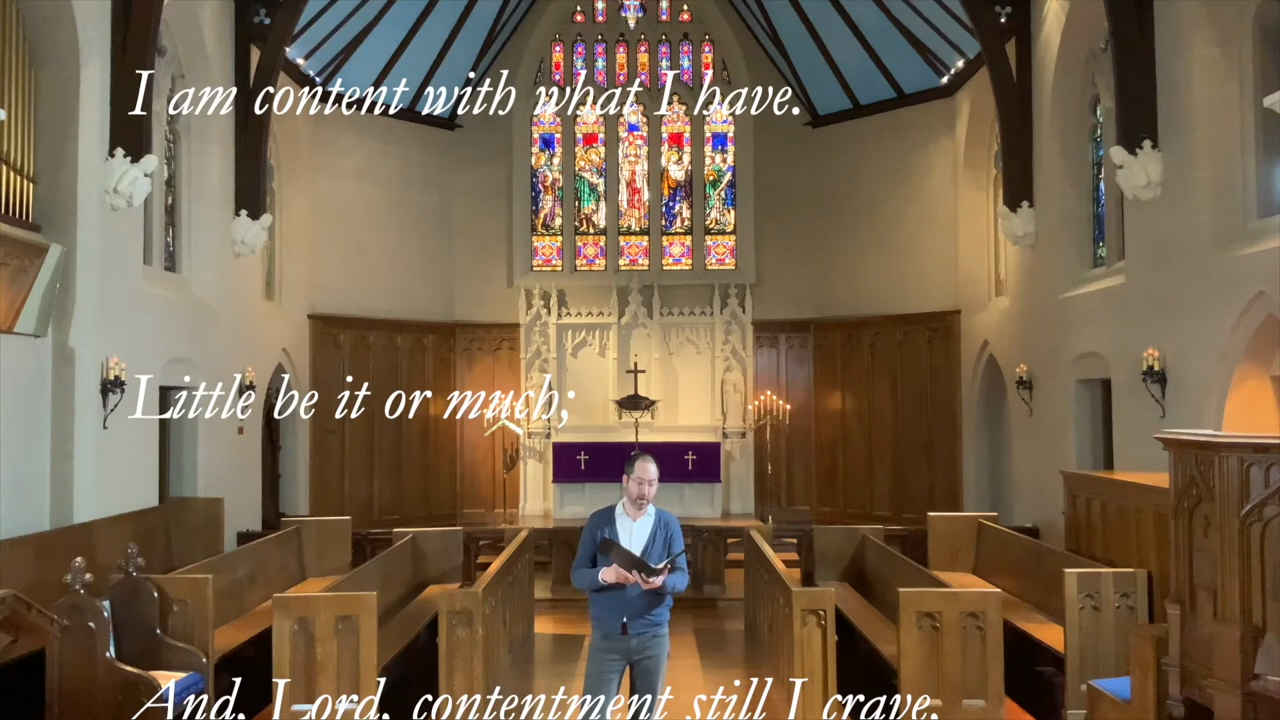 I am content with what I have.
Little be it or much;
And, Lord, contentment still I crave,